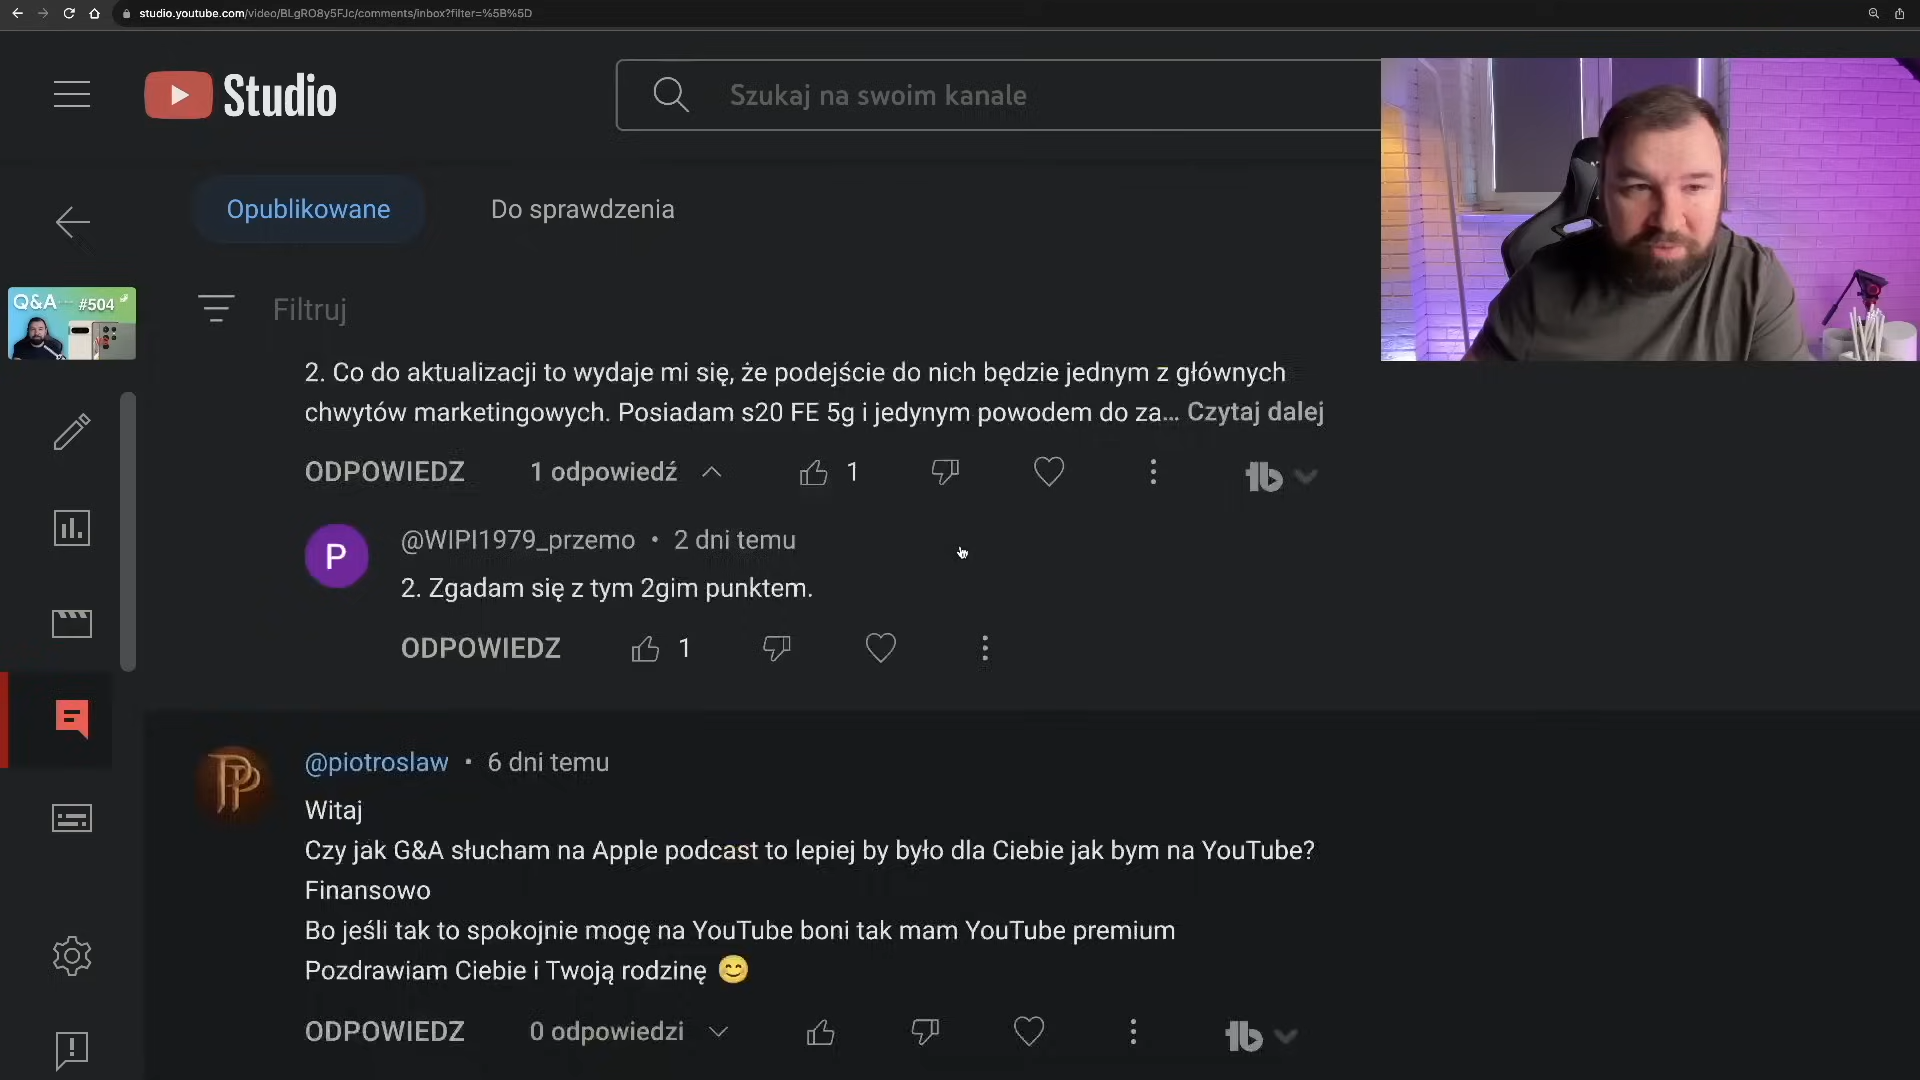 studio.youtube.com/video/BLgRO8y5FJc/comments/inbox?filter=%5B%5D
Studio
Szukaj na swoim kanale
Opublikowane
Do sprawdzenia
Q&A #504
Filtruj
2. Co do aktualizacji to wydaje mi się, że podejście do nich będzie jednym z głównych
chwytów marketingowych. Posiadam s20 FE 5g i jedynym powodem do za... Czytaj dalej
ODPOWIEDZ 1 odpowiedź 1
tb
P
@WIPI1979_przemo • 2 dni temu
2. Zgadam się z tym 2gim punktem.
ODPOWIEDZ 1
@piotroslaw • 6 dni temu
Witaj
Czy jak G&A słucham na Apple podcast to lepiej by było dla Ciebie jak bym na YouTube?
Finansowo
Bo jeśli tak to spokojnie mogę na YouTube boni tak mam YouTube premium
Pozdrawiam Ciebie i Twoją rodzinę 😊
ODPOWIEDZ 0 odpowiedzi
tb